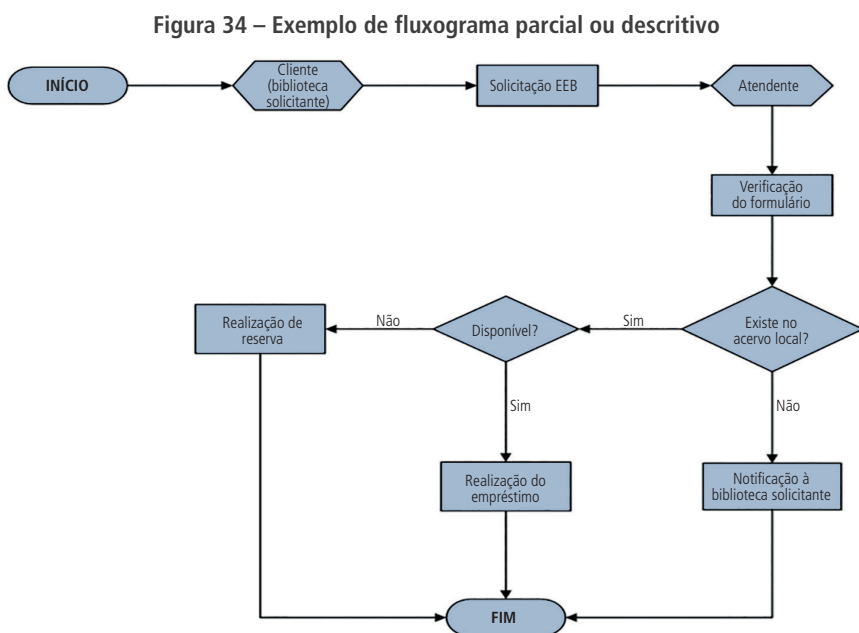 Figura 34 – Exemplo de fluxograma parcial ou descritivo
INÍCIO
Cliente
(biblioteca
solicitante)
Solicitação EEB
Atendente
Verificação
do formulário
Existe no
acervo local?
Sim
Disponível?
Não
Realização de
reserva
Sim
Não
Realização do
empréstimo
Notificação à
biblioteca solicitante
FIM